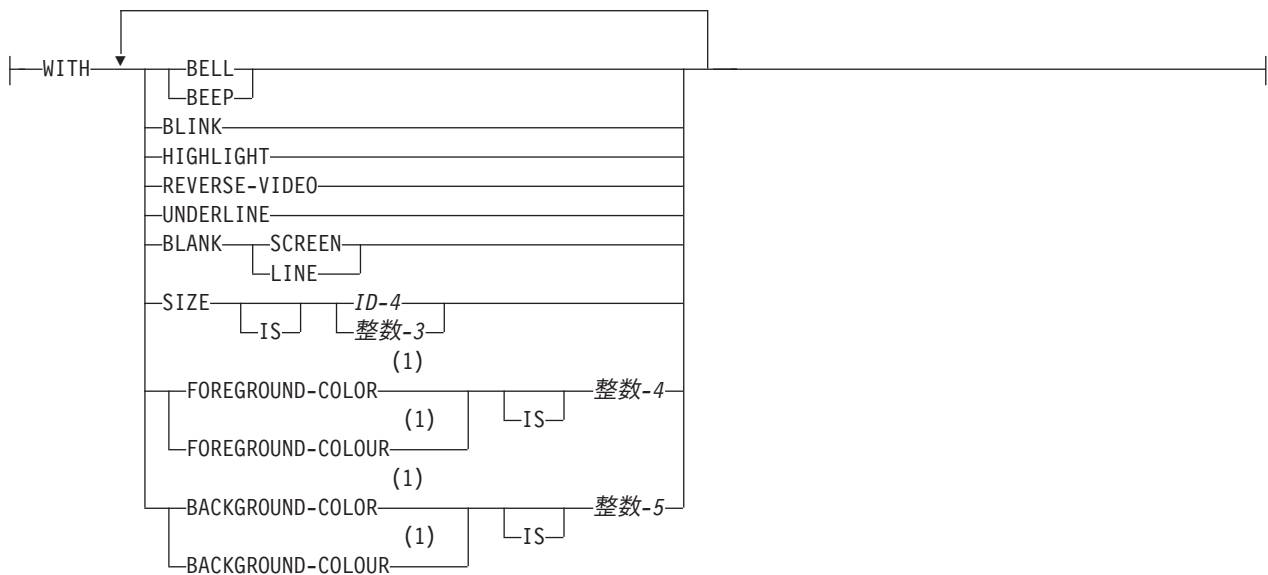 WITH BELL
BEEP
BLINK
HIGHLIGHT
REVERSE-VIDEO
UNDERLINE
BLANK SCREEN
LINE
SIZE ID-4
IS 整数-3
(1)
FOREGROUND-COLOR 整数-4
(1) IS
FOREGROUND-COLOUR
(1)
BACKGROUND-COLOR 整数-5
(1) IS
BACKGROUND-COLOUR